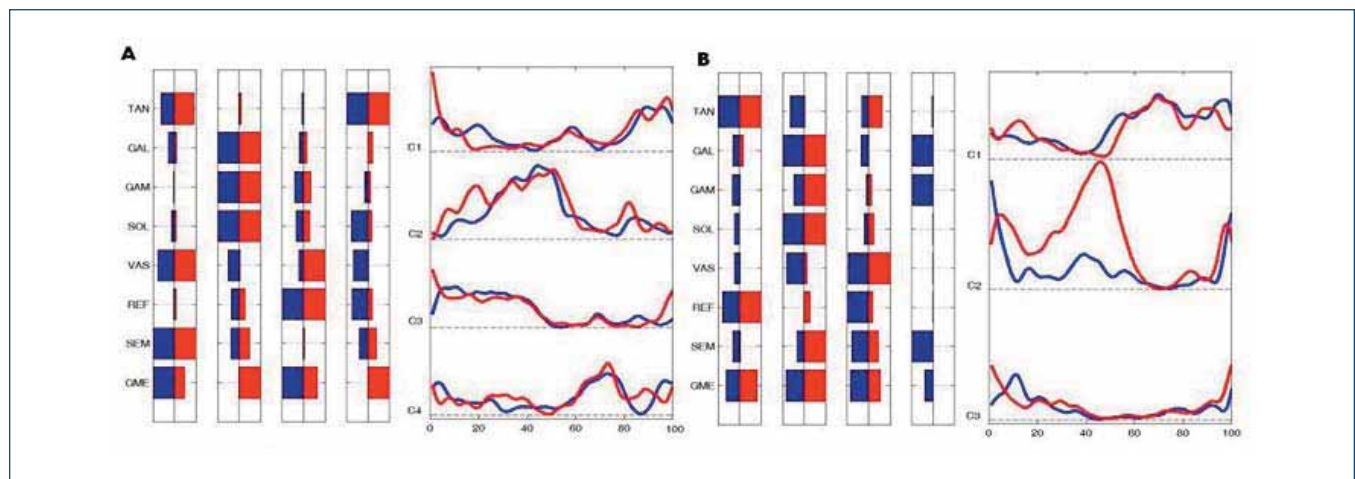 A
TAN
GAL
GAM
SOL
VAS
REF
SEM
GME
C1
C2
C3
C4
0 20 40 60 80 100
B
TAN
GAL
GAM
SOL
VAS
REF
SEM
GME
C1
C2
C3
0 20 40 60 80 100